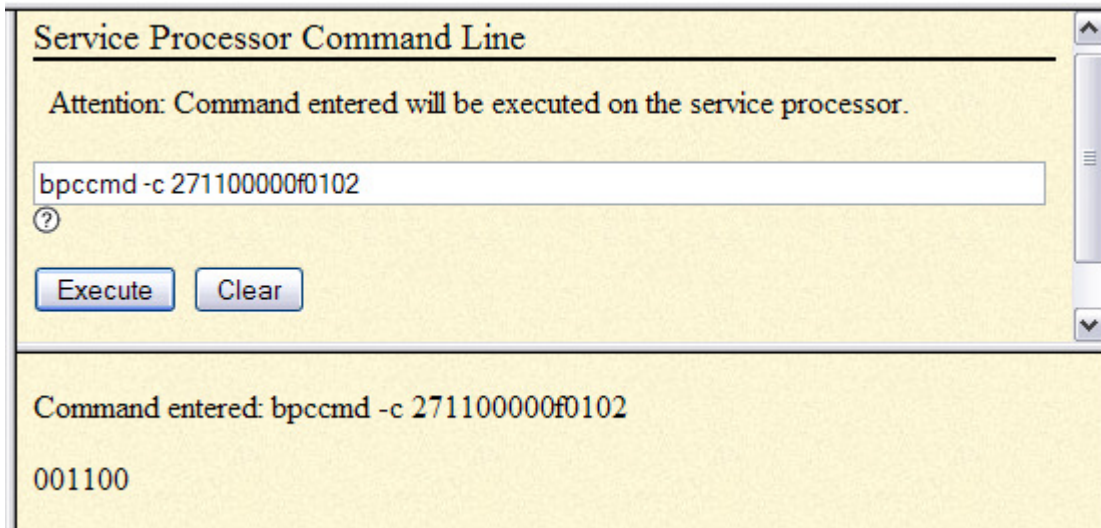 Service Processor Command Line
Attention: Command entered will be executed on the service processor.
bpccmd -c 271100000f0102
?
Execute Clear
Command entered: bpccmd -c 271100000f0102
001100